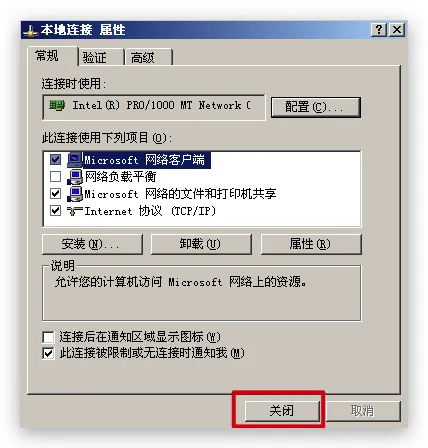 本地连接 属性
常规 验证 高级
连接时使用:
Intel(R) PRO/1000 MT Network C
配置(C)...
此连接使用下列项目(O):
Microsoft 网络客户端
网络负载平衡
Microsoft 网络的文件和打印机共享
Internet 协议 (TCP/IP)
安装(N)... 卸载(U) 属性(R)
说明
允许您的计算机访问 Microsoft 网络上的资源。
连接后在通知区域显示图标(W)
此连接被限制或无连接时通知我(M)
关闭 取消